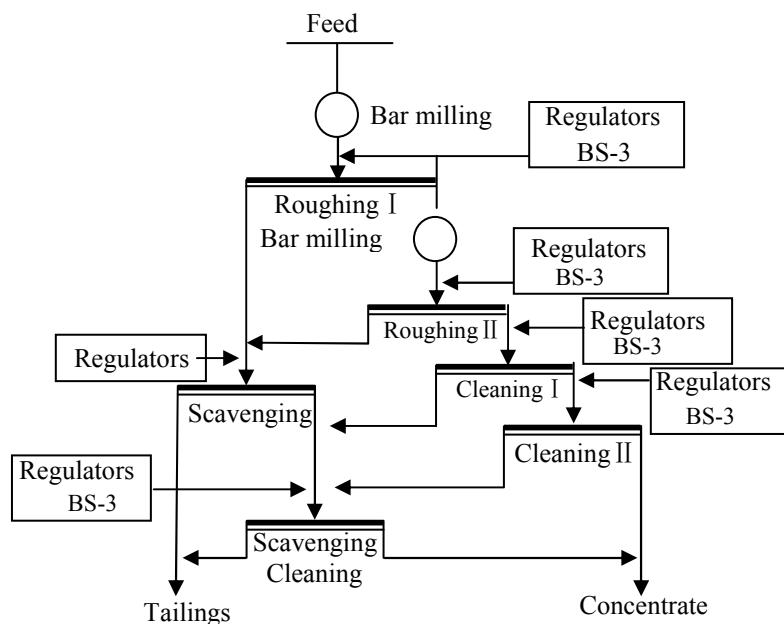 Feed
Bar milling
Regulators
BS-3
Roughing Ⅰ
Bar milling
Regulators
BS-3
Roughing Ⅱ
Regulators
BS-3
Regulators
Cleaning Ⅰ
Regulators
BS-3
Scavenging
Cleaning Ⅱ
Regulators
BS-3
Scavenging
Cleaning
Tailings
Concentrate